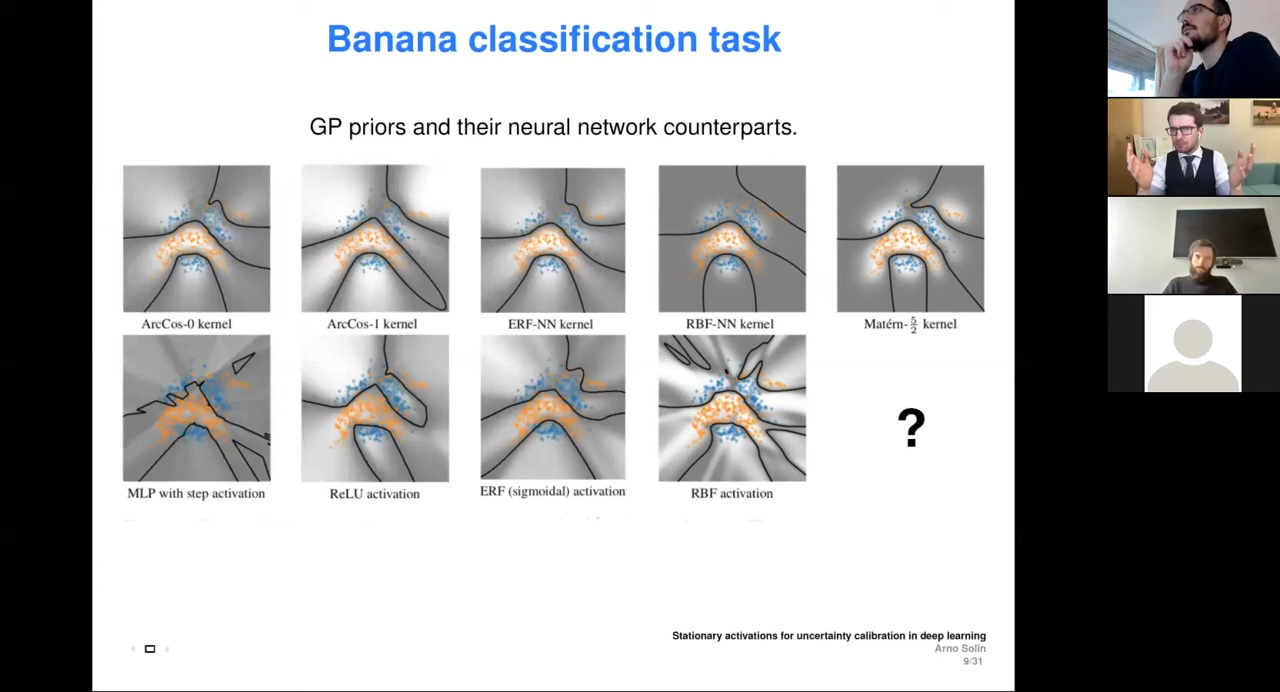 Banana classification task
GP priors and their neural network counterparts.
ArcCos-0 kernel
ArcCos-1 kernel
ERF-NN kernel
RBF-NN kernel
Matérn-5/2 kernel
MLP with step activation
ReLU activation
ERF (sigmoidal) activation
RBF activation
?
Stationary activations for uncertainty calibration in deep learning
Arno Solin
9/31